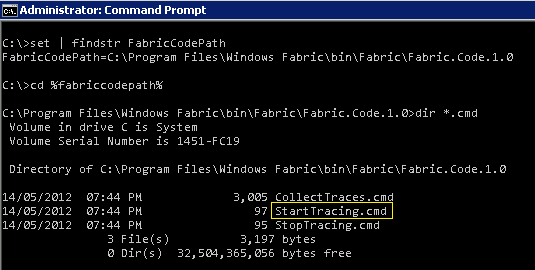 Administrator: Command Prompt
C:\>set | findstr FabricCodePath
FabricCodePath=C:\Program Files\Windows Fabric\bin\Fabric\Fabric.Code.1.0
C:\>cd %fabriccodepath%
C:\Program Files\Windows Fabric\bin\Fabric\Fabric.Code.1.0>dir *.cmd
Volume in drive C is System
Volume Serial Number is 1451-FC19
Directory of C:\Program Files\Windows Fabric\bin\Fabric\Fabric.Code.1.0
14/05/2012  07:44 PM             3,005 CollectTraces.cmd
14/05/2012  07:44 PM                97 StartTracing.cmd
14/05/2012  07:44 PM                95 StopTracing.cmd
3 File(s)          3,197 bytes
0 Dir(s)  32,504,365,056 bytes free